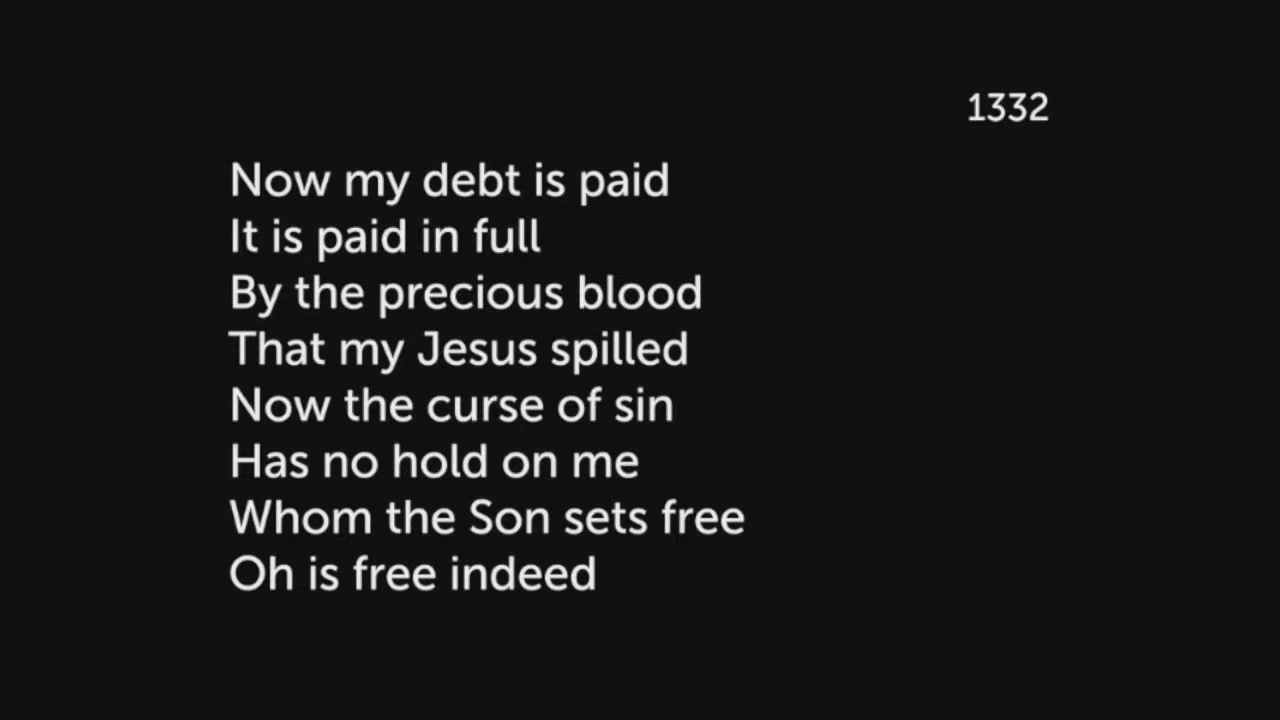 1332
Now my debt is paid
It is paid in full
By the precious blood
That my Jesus spilled
Now the curse of sin
Has no hold on me
Whom the Son sets free
Oh is free indeed